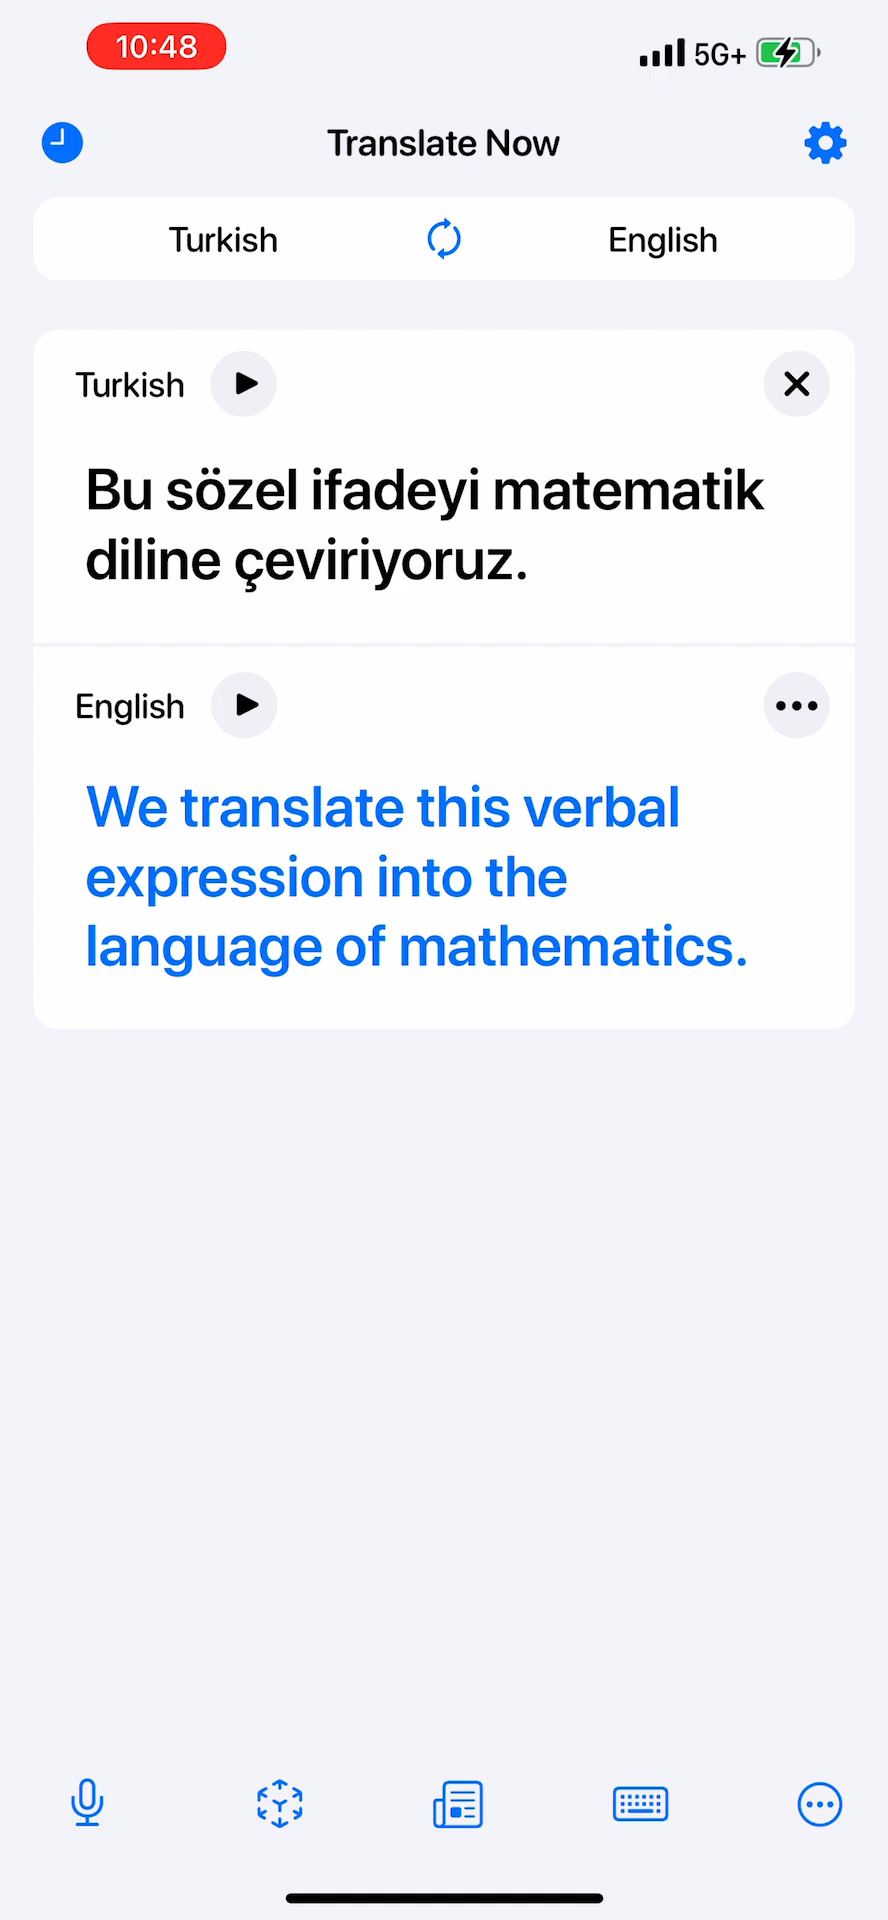 10:48
5G+
Translate Now
Turkish
English
Turkish
Bu sözel ifadeyi matematik
diline çeviriyoruz.
English
We translate this verbal
expression into the
language of mathematics.